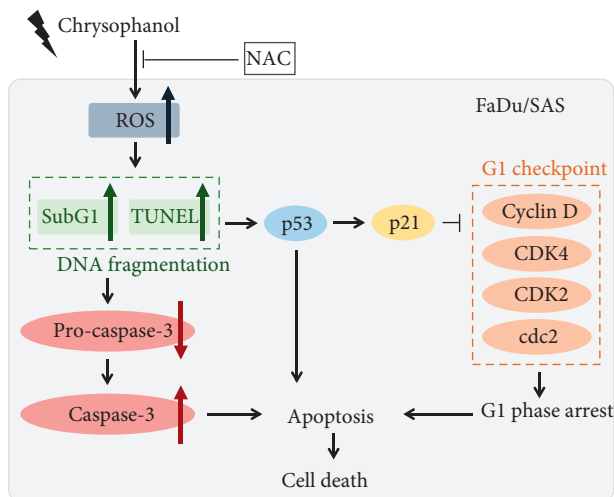 Chrysophanol
NAC
FaDu/SAS
ROS
G1 checkpoint
SubG1
TUNEL
p53
p21
Cyclin D
CDK4
CDK2
cdc2
DNA fragmentation
Pro-caspase-3
Caspase-3
Apoptosis
G1 phase arrest
Cell death